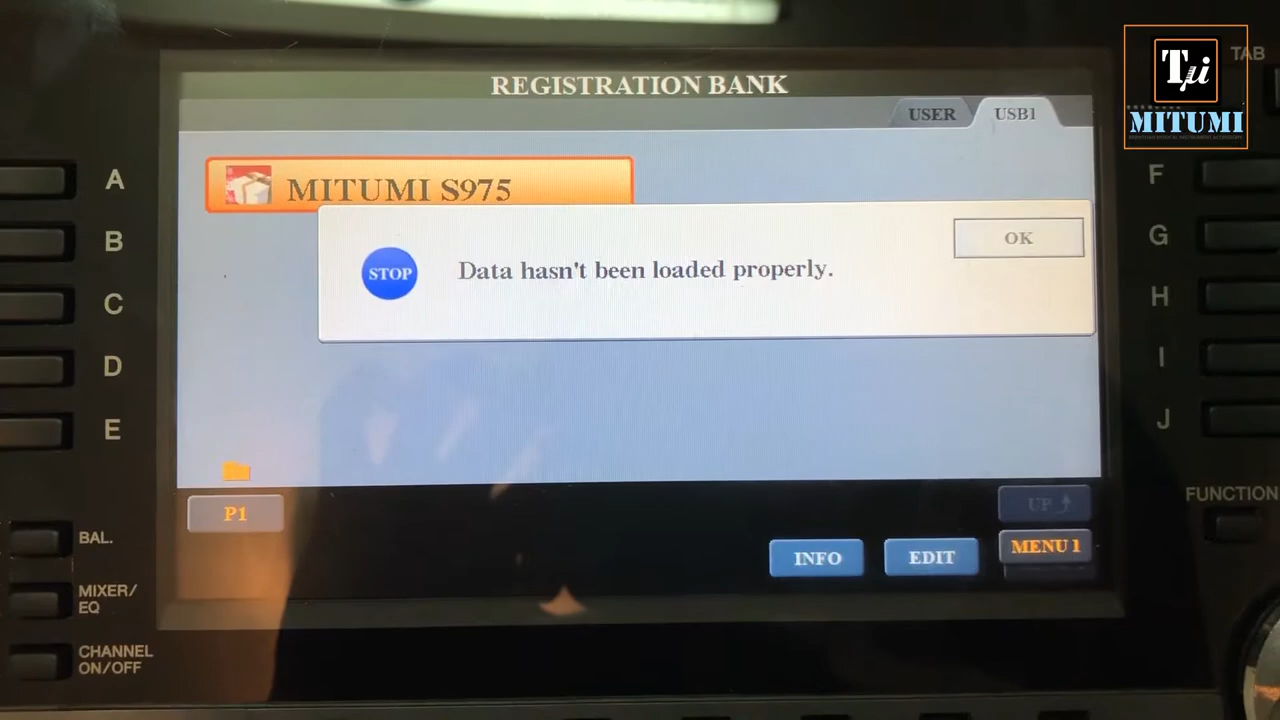 REGISTRATION BANK
USER
USB1
TAB
Tµi
MITUMI
MITUMI S975
STOP
Data hasn't been loaded properly.
OK
A
B
C
D
E
F
G
H
I
J
P1
UP
MENU 1
INFO
EDIT
FUNCTION
BAL.
MIXER/
EQ
CHANNEL
ON/OFF